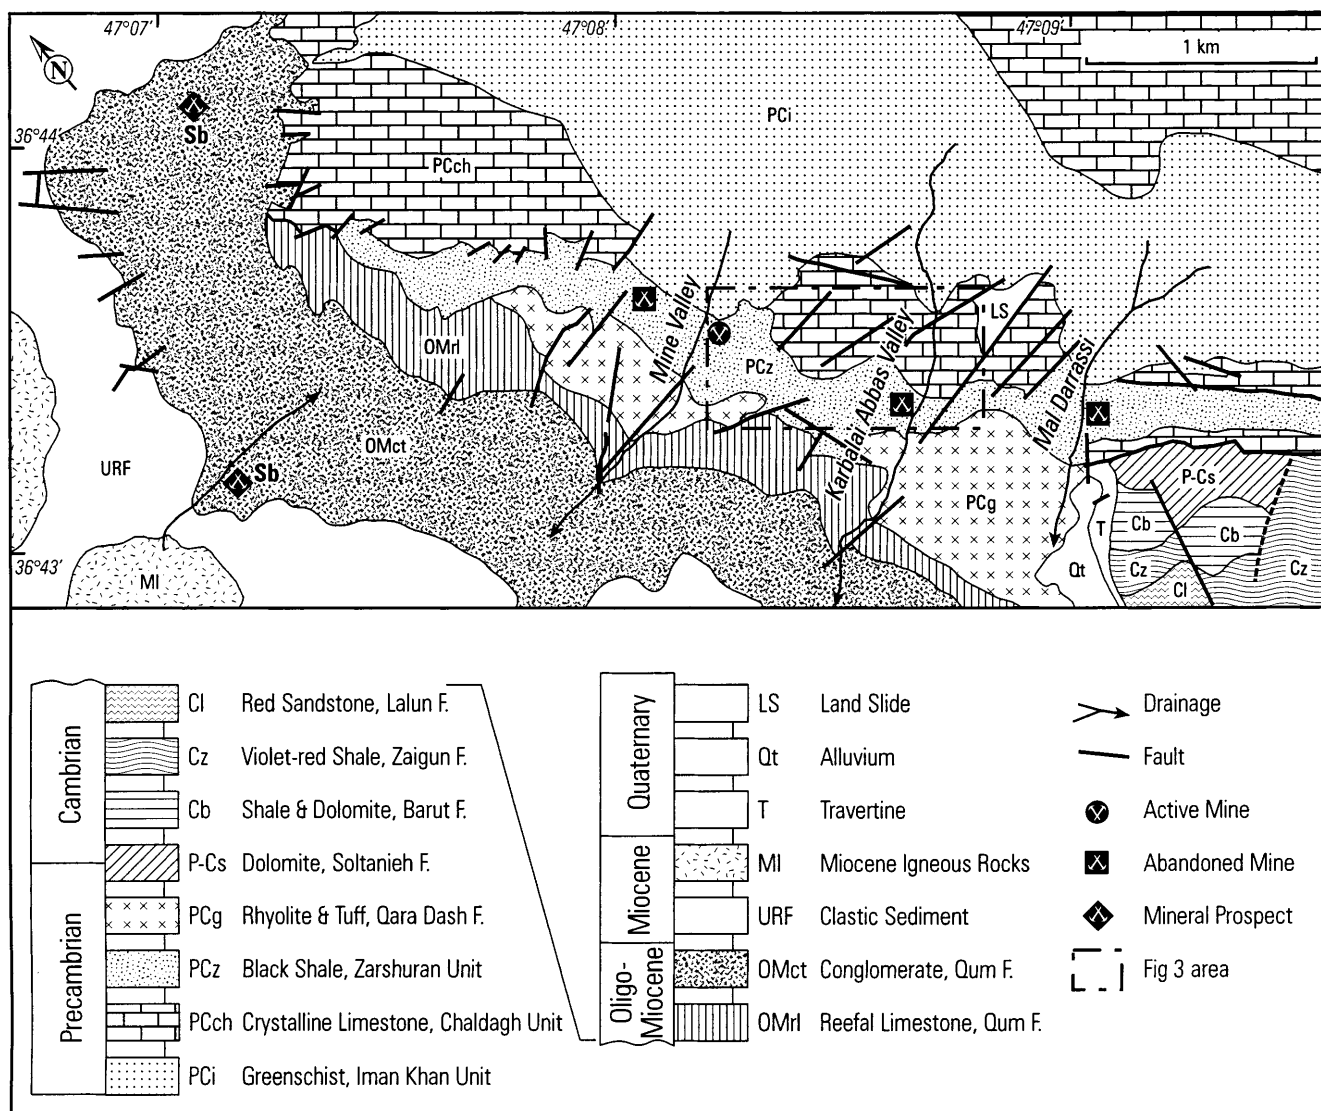 47°07'
47°08'
47°09'
1 km
N
Sb
36°44'
PCi
PCch
LS
Mine Valley
OMrl
PCz
Karbalai Abbas Valley
Mal Darrassi
OMct
URF
Sb
PCg
P-Cs
Cb
Cb
T
Cz
Cz
Qt
Cl
36°43'
MI
Cambrian
Cl Red Sandstone, Lalun F.
Cz Violet-red Shale, Zaigun F.
Cb Shale & Dolomite, Barut F.
P-Cs Dolomite, Soltanieh F.
Precambrian
PCg Rhyolite & Tuff, Qara Dash F.
PCz Black Shale, Zarshuran Unit
PCch Crystalline Limestone, Chaldagh Unit
PCi Greenschist, Iman Khan Unit
Quaternary
LS Land Slide
Qt Alluvium
T Travertine
Miocene
MI Miocene Igneous Rocks
URF Clastic Sediment
Oligo-
Miocene
OMct Conglomerate, Qum F.
OMrl Reefal Limestone, Qum F.
Drainage
Fault
Active Mine
Abandoned Mine
Mineral Prospect
Fig 3 area